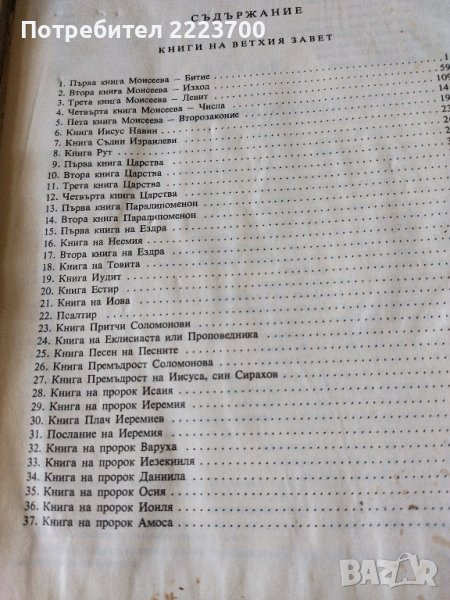 Потребител 2223700
СЪДЪРЖАНИЕ
КНИГИ НА ВЕТХИЯ ЗАВЕТ
1. Първа книга Моисеева — Битие
2. Втора книга Моисеева — Изход 59
3. Трета книга Моисеева — Левит 109
4. Четвърта книга Моисеева — Числа
5. Пета книга Моисеева — Второзаконие
6. Книга Иисус Навин
7. Книга Съдии Израилеви
8. Книга Рут
9. Първа книга Царства
10. Втора книга Царства
11. Трета книга Царства
12. Четвърта книга Царства
13. Първа книга Паралипоменон
14. Втора книга Паралипоменон
15. Първа книга на Ездра
16. Книга на Неемия
17. Втора книга на Ездра
18. Книга на Товита
19. Книга Иудит
20. Книга Естир
21. Книга на Иова
22. Псалтир
23. Книга Притчи Соломонови
24. Книга на Еклисиаста или Проповедника
25. Книга Песен на Песните
26. Книга Премъдрост Соломонова
27. Книга Премъдрост на Иисуса, син Сирахов
28. Книга на пророк Исаия
29. Книга на пророк Иеремия
30. Книга Плач Иеремиев
31. Послание на Иеремия
32. Книга на пророк Варуха
33. Книга на пророк Иезекииля
34. Книга на пророк Даниила
35. Книга на пророк Осия
36. Книга на пророк Иоиля
37. Книга на пророк Амоса
BAZAR